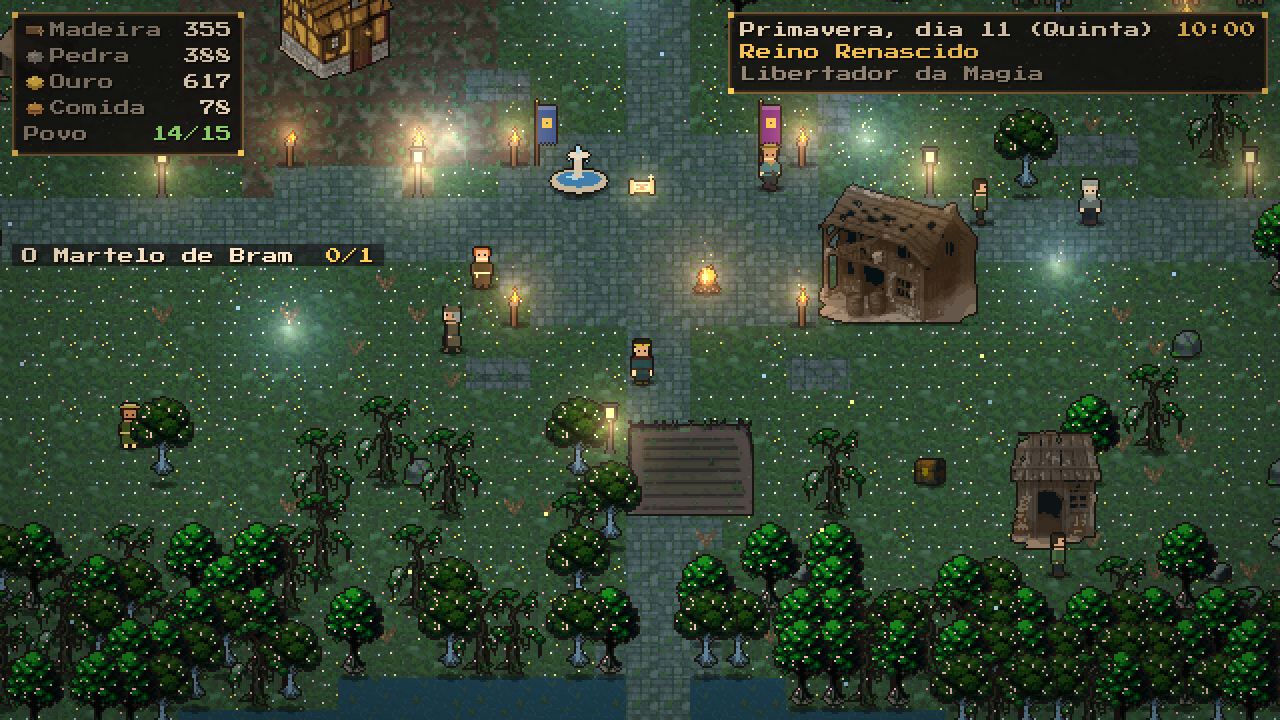 Madeira 355
Pedra 388
Ouro 617
Comida 78
Povo 14/15
Primavera, dia 11 (Quinta) 10:00
Reino Renascido
Libertador da Magia
O Martelo de Bram 0/1